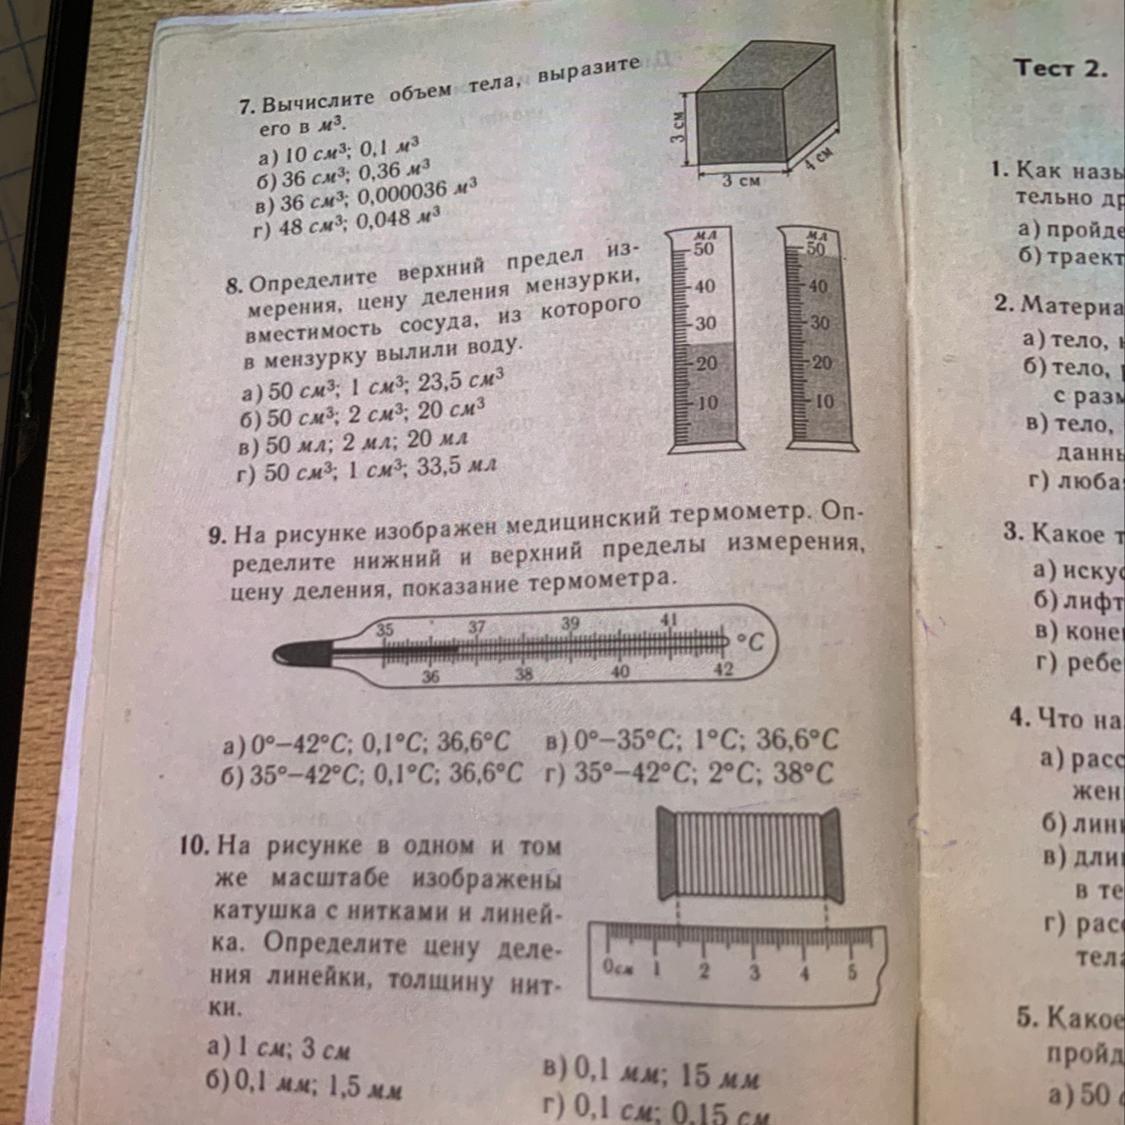 7. Вычислите объем тела, выразите
его в м³.
а) 10 см³; 0,1 м³
б) 36 см³; 0,36 м³
в) 36 см³; 0,000036 м³
г) 48 см³; 0,048 м³
3 см
3 см
4 см
8. Определите верхний предел из-
мерения, цену деления мензурки,
вместимость сосуда, из которого
в мензурку вылили воду.
а) 50 см³; 1 см³; 23,5 см³
б) 50 см³; 2 см³; 20 см³
в) 50 мл; 2 мл; 20 мл
г) 50 см³; 1 см³; 33,5 мл
мл
50
40
30
20
10
мл
50
40
30
20
10
9. На рисунке изображен медицинский термометр. Оп-
ределите нижний и верхний пределы измерения,
цену деления, показание термометра.
35 37 39 41
°C
36 38 40 42
а) 0°–42°C; 0,1°C; 36,6°C в) 0°–35°C; 1°C; 36,6°C
б) 35°–42°C; 0,1°C; 36,6°C г) 35°–42°C; 2°C; 38°C
10. На рисунке в одном и том
же масштабе изображены
катушка с нитками и линей-
ка. Определите цену деле-
ния линейки, толщину нит-
ки.
0см 1 2 3 4 5
а) 1 см; 3 см
б) 0,1 мм; 1,5 мм
в) 0,1 мм; 15 мм
г) 0,1 см; 0,15 см
Тест 2.
1. Как назы
тельно др
а) пройде
б) траект
2. Материа
а) тело,
б) тело,
с разм
в) тело,
данны
г) люба
3. Какое т
а) искус
б) лифт
в) коне
г) ребе
4. Что на
а) расс
жен
б) лини
в) дли
в те
г) расс
тела
5. Какое
пройд
а) 50